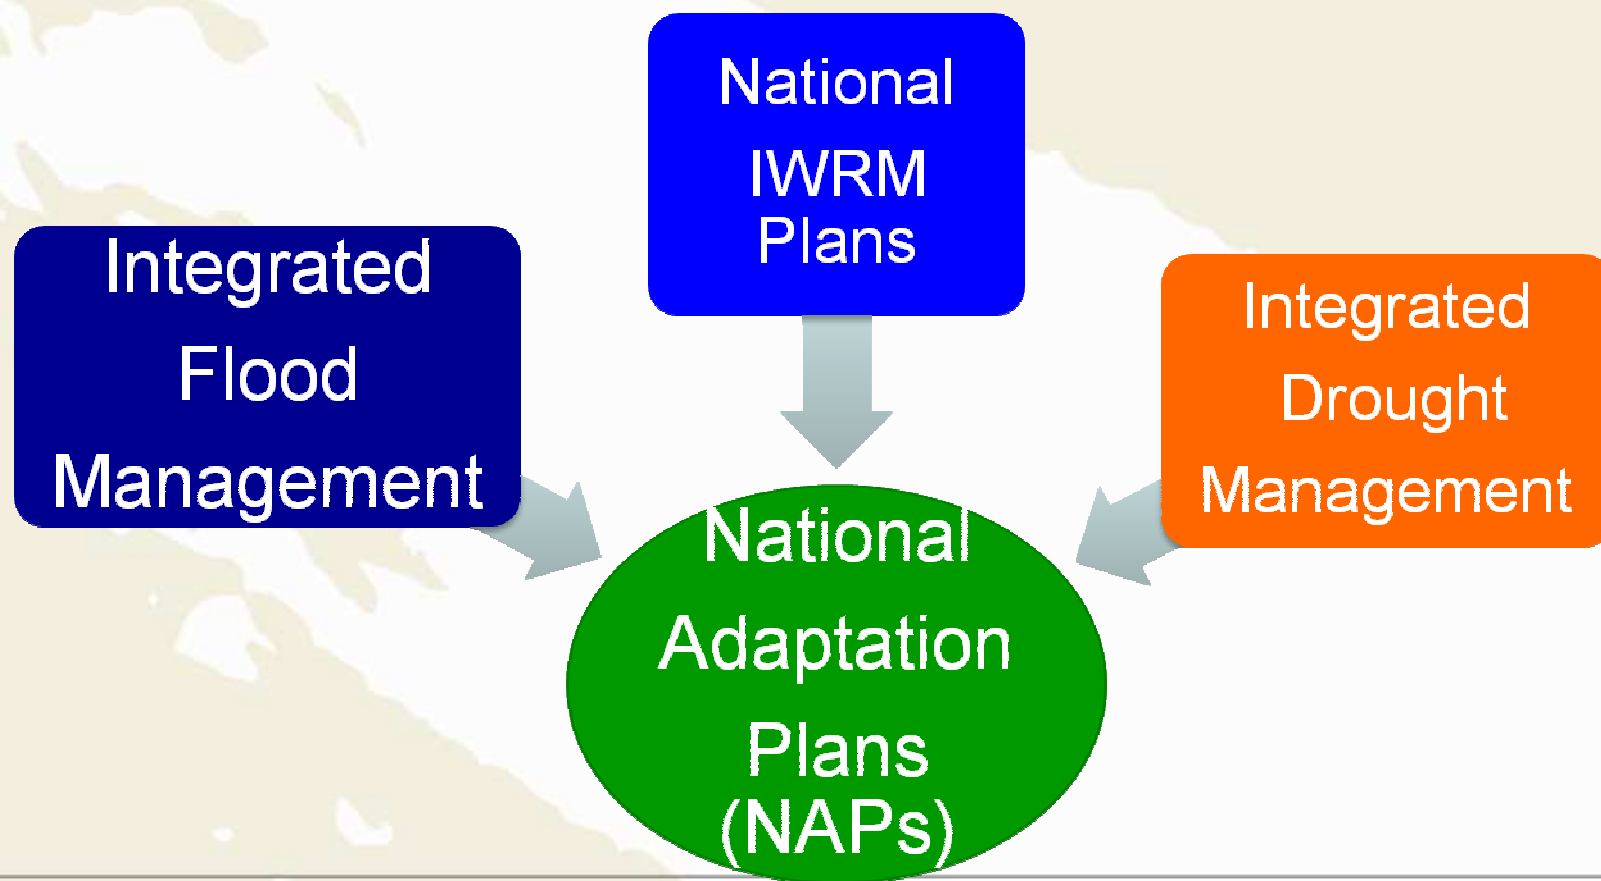 National
IWRM
Plans
Integrated
Flood
Management
Integrated
Drought
Management
National
Adaptation
Plans
(NAPs)